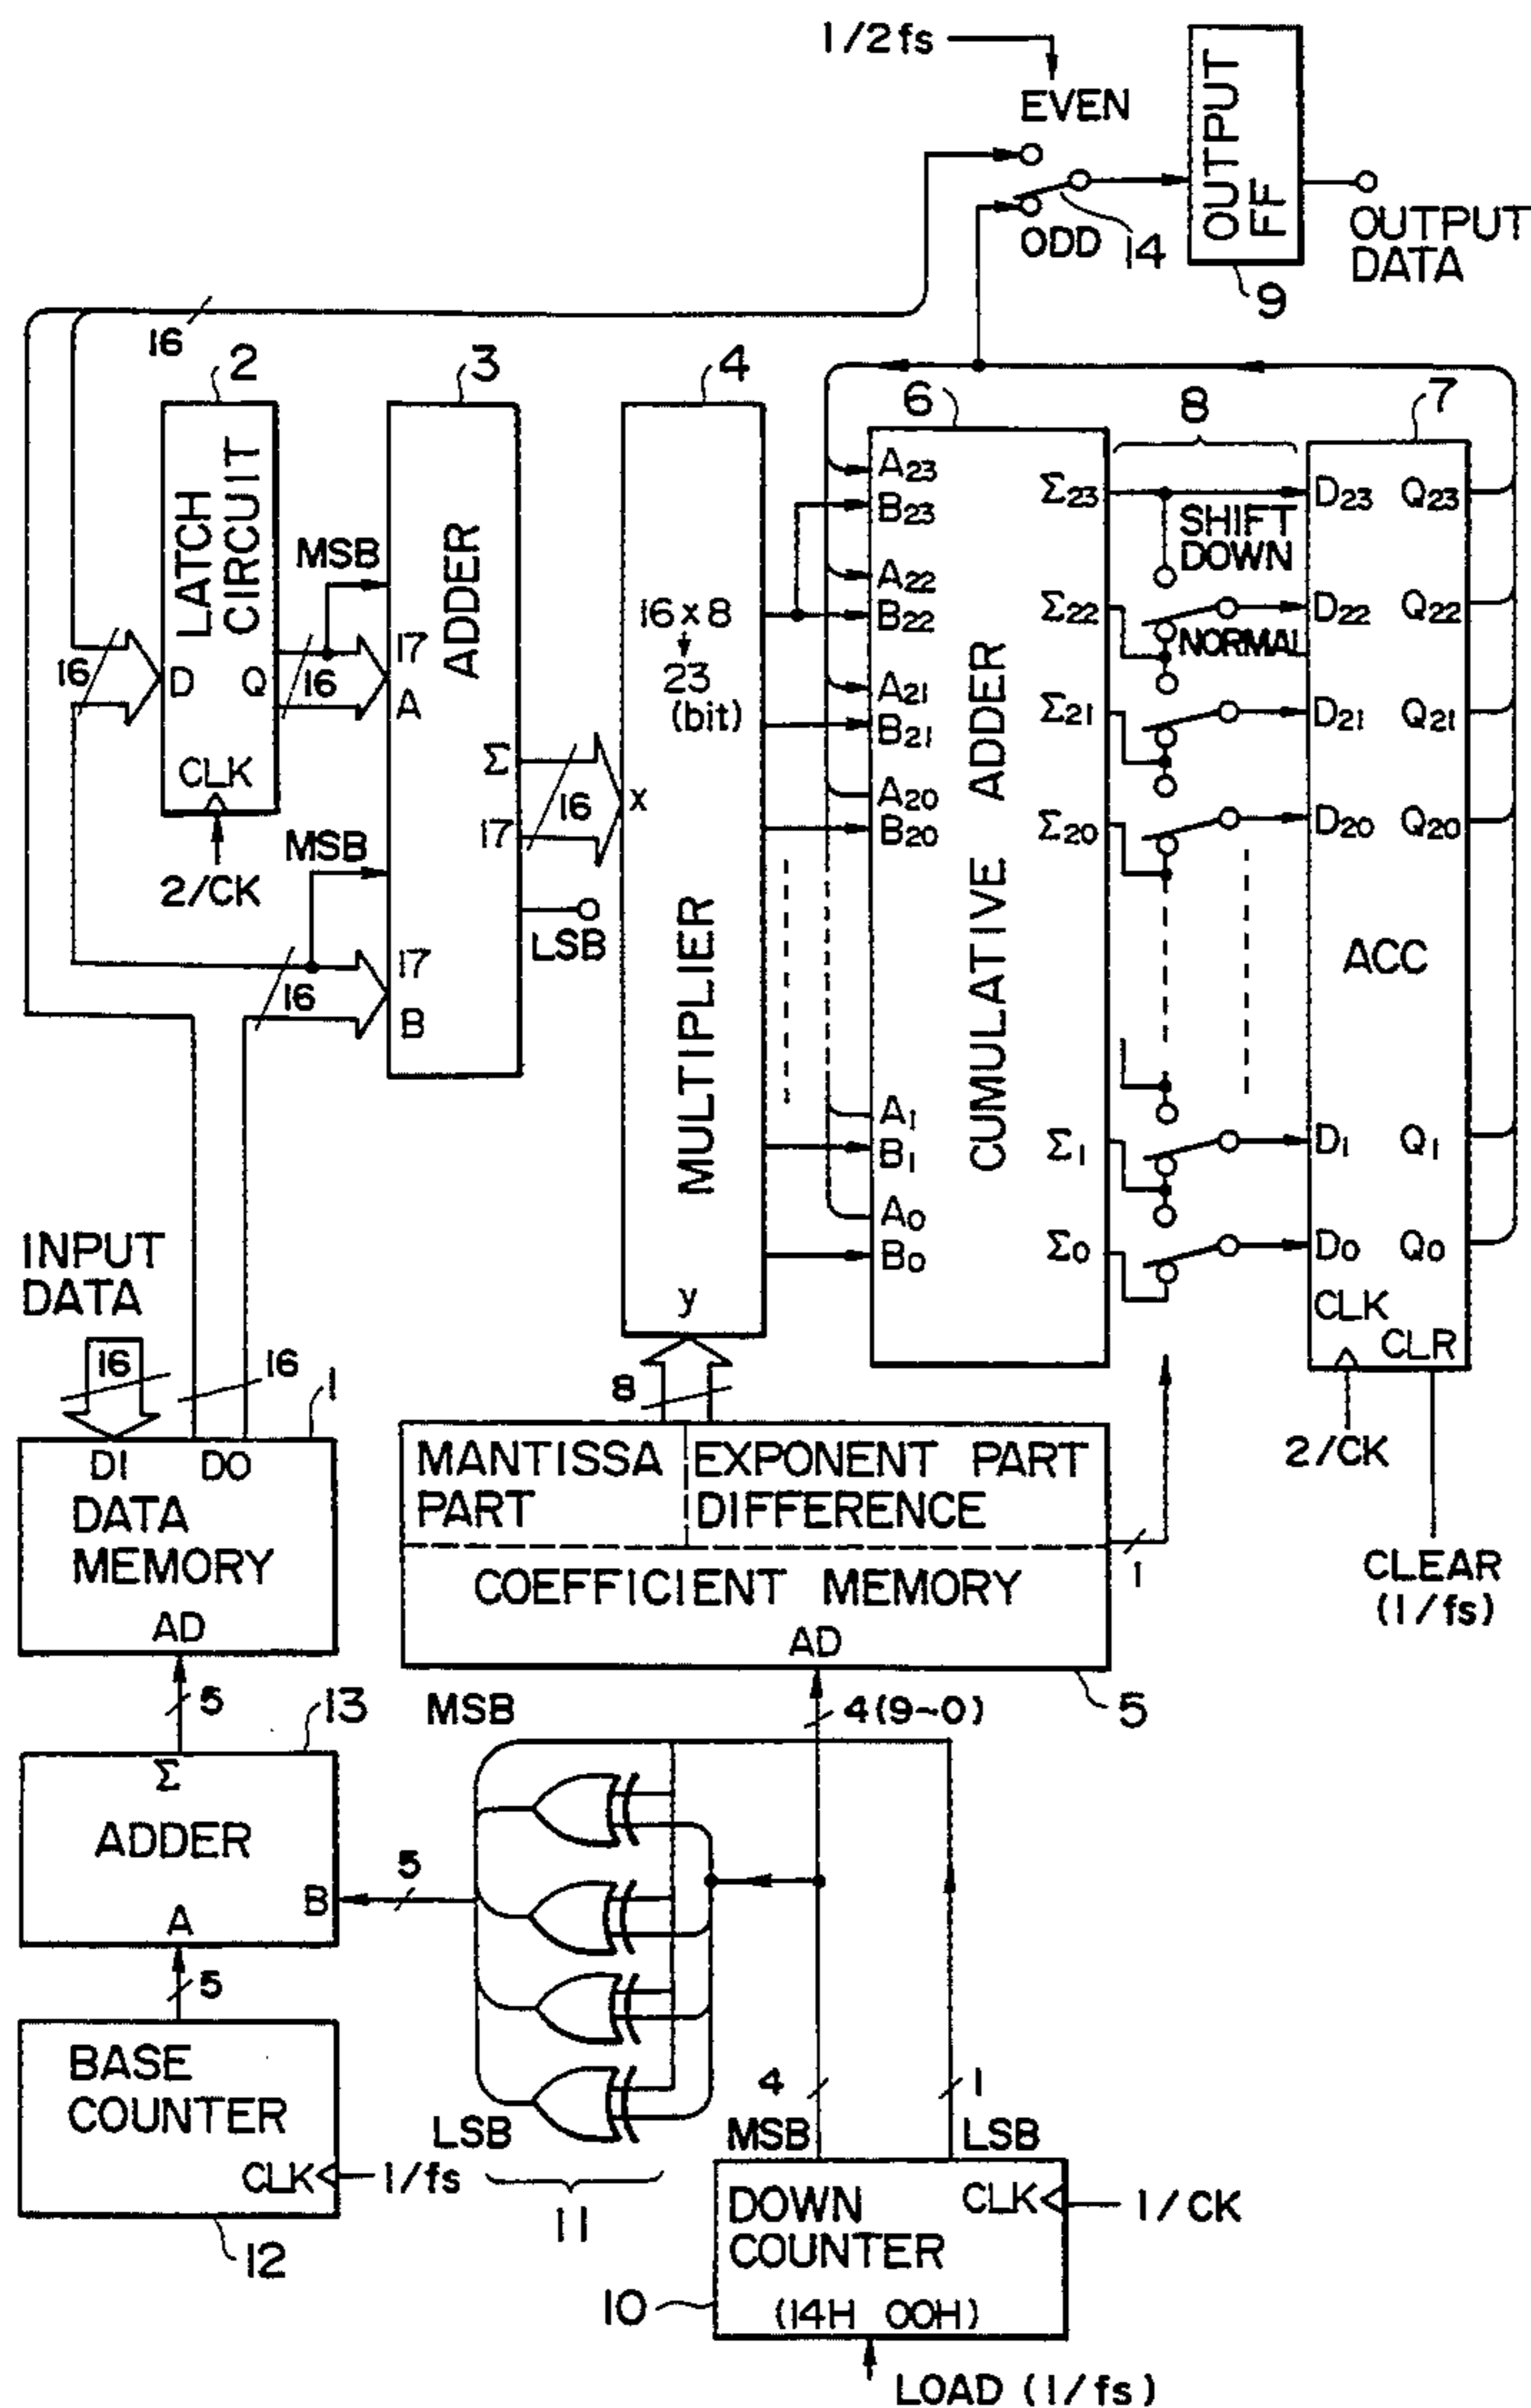 1/2fs
EVEN
ODD
14
OUTPUT
FF
9
OUTPUT
DATA
16
2
LATCH
CIRCUIT
16
D
Q
CLK
2/CK
MSB
16
MSB
16
3
ADDER
17
A
Σ
17
17
B
16
LSB
4
16x8
23
(bit)
x
MULTIPLIER
y
6
A23
B23
A22
B22
A21
B21
A20
B20
A1
B1
A0
B0
CUMULATIVE ADDER
Σ23
Σ22
Σ21
Σ20
Σ1
Σ0
8
SHIFT
DOWN
NORMAL
7
D23
Q23
D22
Q22
D21
Q21
D20
Q20
ACC
D1
Q1
D0
Q0
CLK
CLR
2/CK
CLEAR
(1/fs)
INPUT
DATA
16
16
1
DI
DO
DATA
MEMORY
AD
8
MANTISSA
PART
EXPONENT PART
DIFFERENCE
COEFFICIENT MEMORY
AD
1
5
5
13
Σ
ADDER
A
B
5
MSB
4(9~0)
5
BASE
COUNTER
CLK
1/fs
12
LSB
11
4
1
MSB
LSB
DOWN
COUNTER
CLK
1/CK
(14H 00H)
10
LOAD (1/fs)